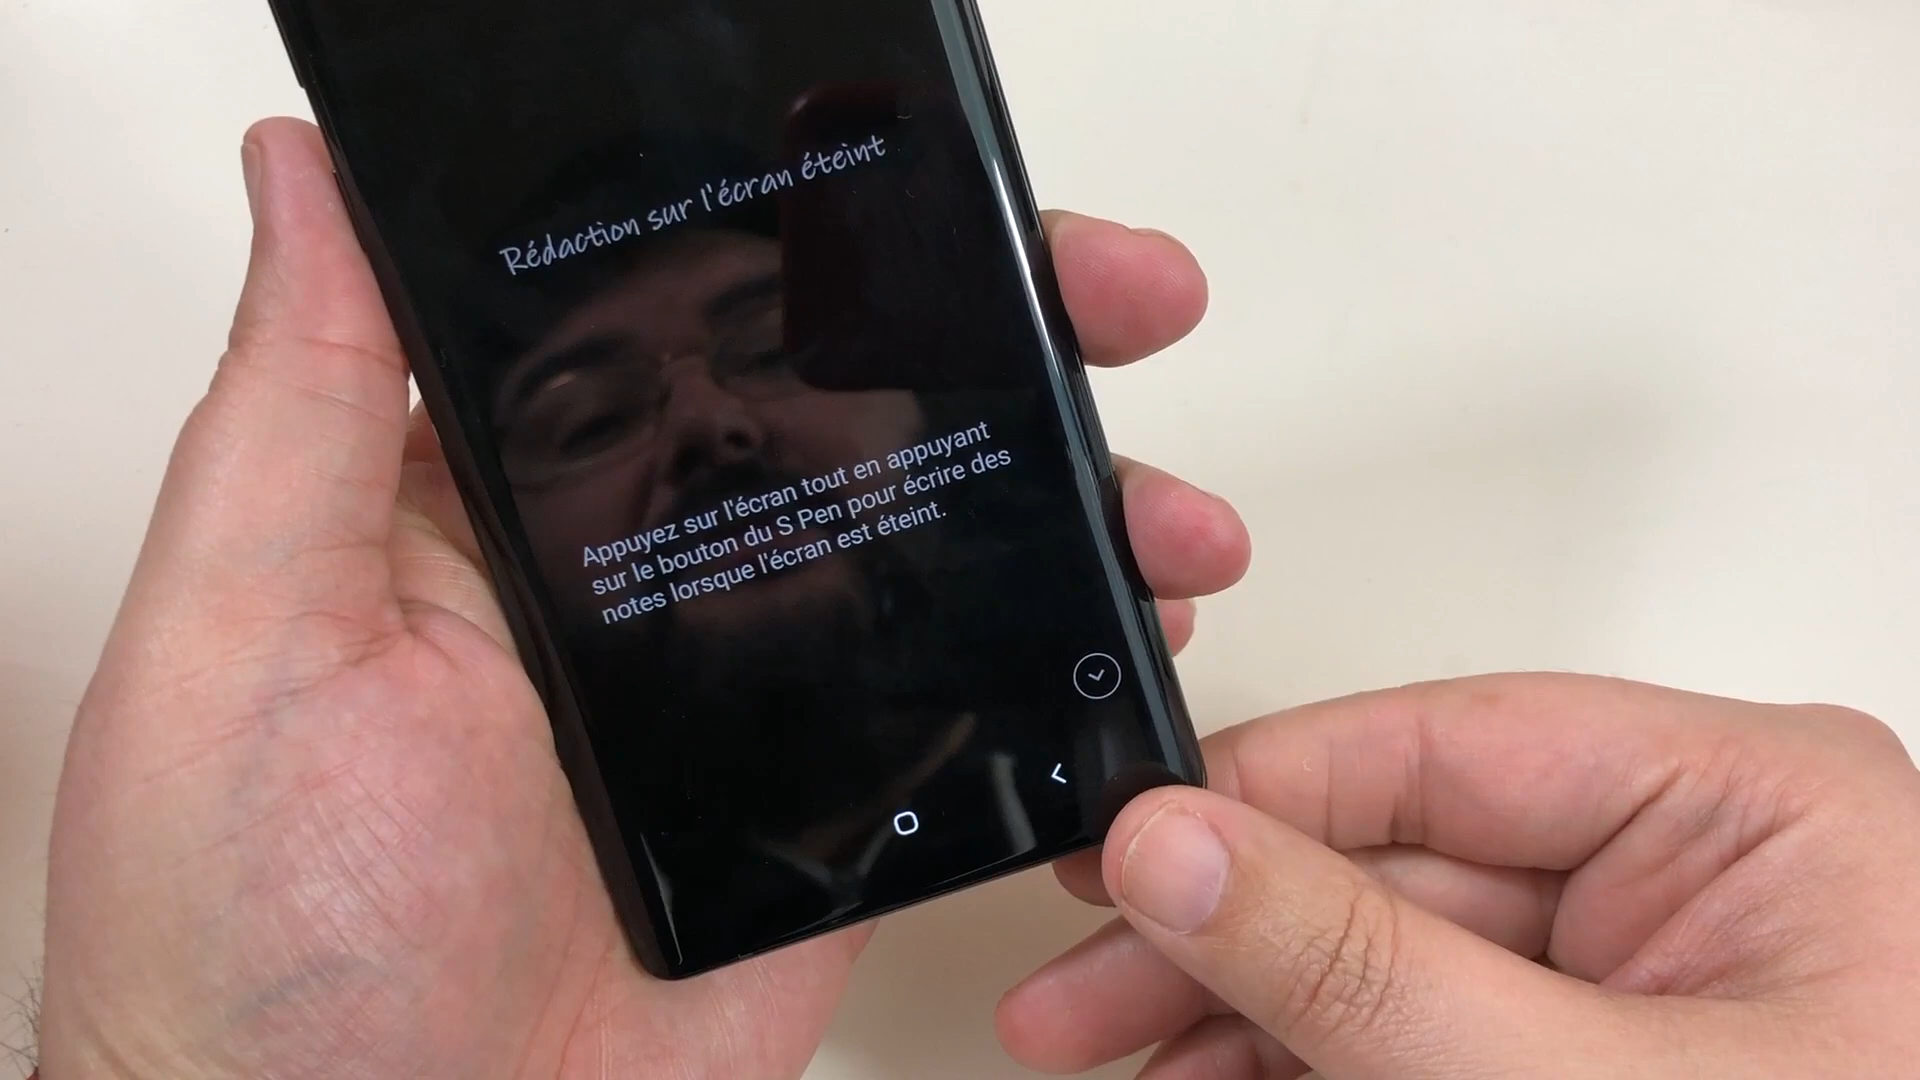 Rédaction sur l'écran éteint
Appuyez sur l'écran tout en appuyant
sur le bouton du S Pen pour écrire des
notes lorsque l'écran est éteint.